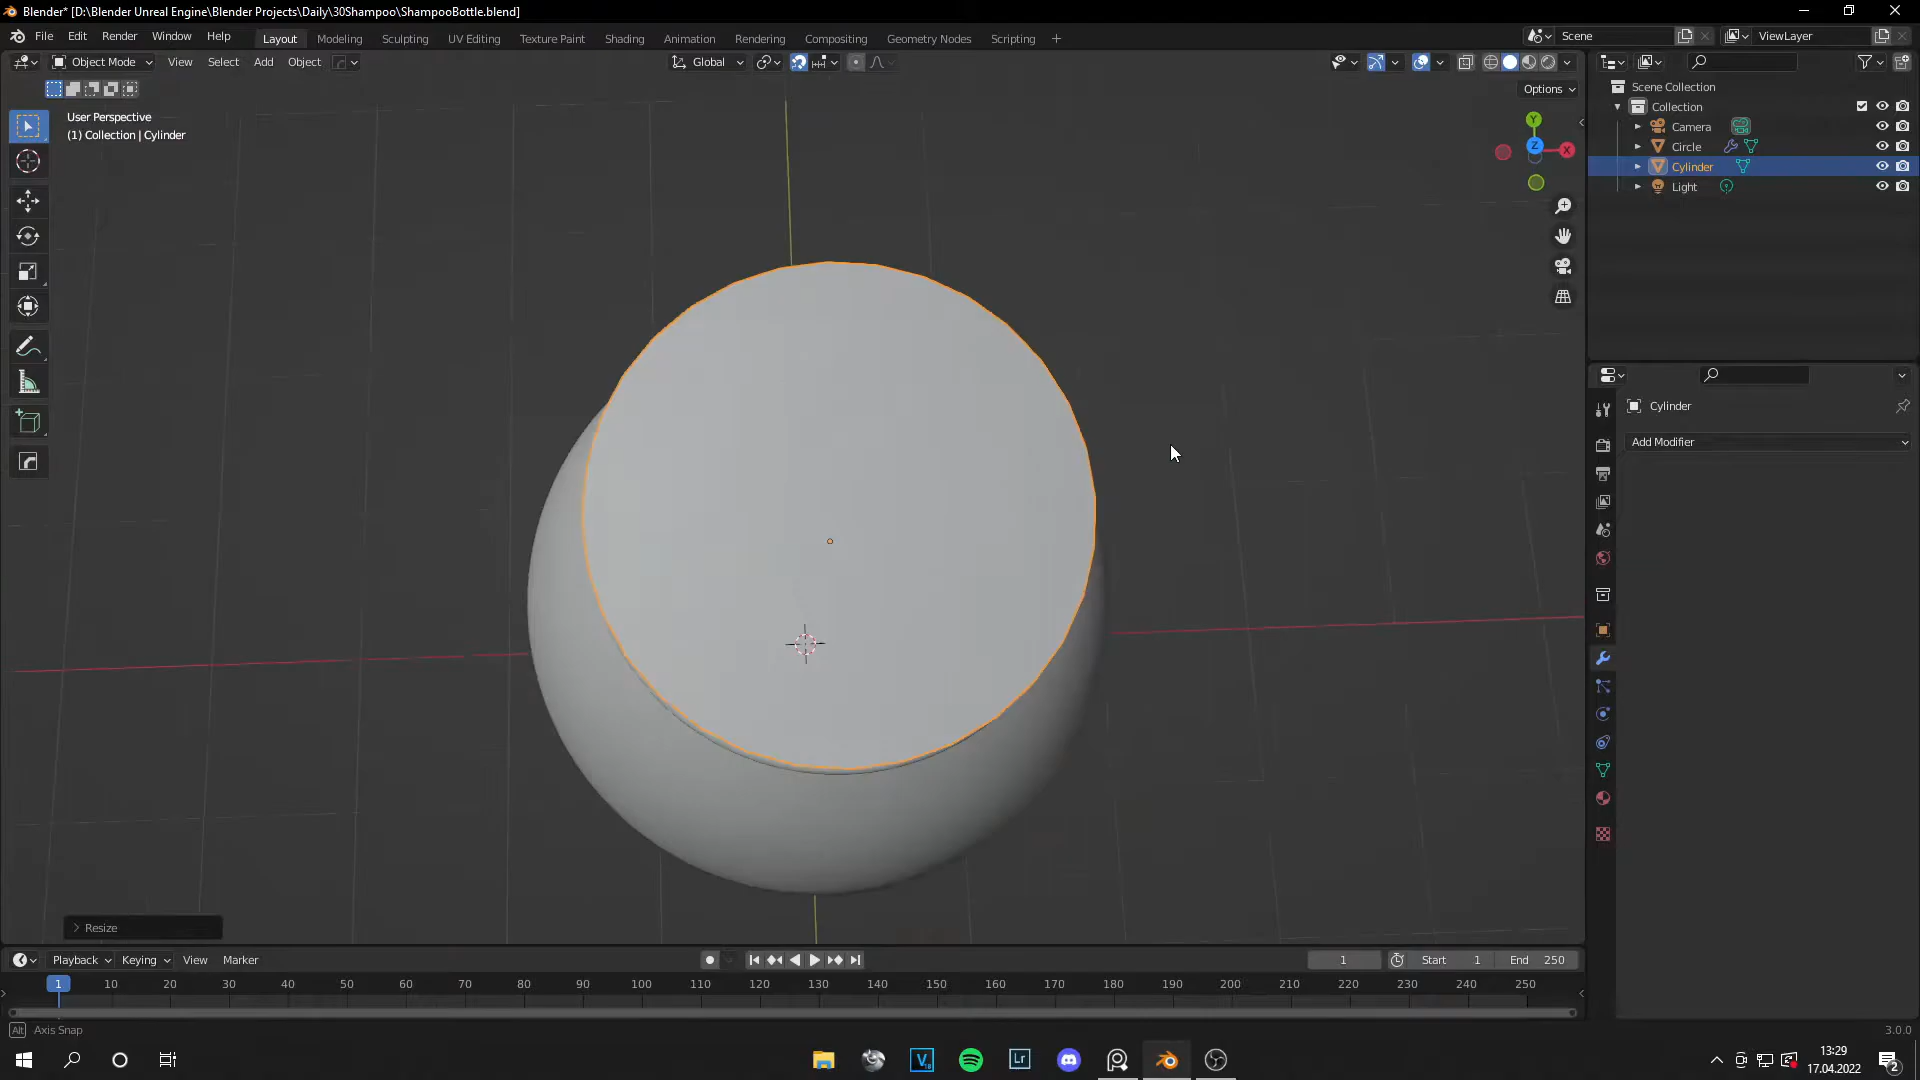 Blender* [D:\Blender Unreal Engine\Blender Projects\Daily\30Shampoo\ShampooBottle.blend]
File Edit Render Window Help Layout Modeling Sculpting UV Editing Texture Paint Shading Animation Rendering Compositing Geometry Nodes Scripting + Scene ViewLayer
Object Mode View Select Add Object Global
Options
User Perspective
(1) Collection | Cylinder
Y
Z
X
Scene Collection
Collection
Camera
Circle
Cylinder
Light
Cylinder
Add Modifier
Resize
Playback Keying View Marker 1 Start 1 End 250
1 10 20 30 40 50 60 70 80 90 100 110 120 130 140 150 160 170 180 190 200 210 220 230 240 250
Alt Axis Snap 3.0.0
V
Lr
13:29
17.04.2022
2